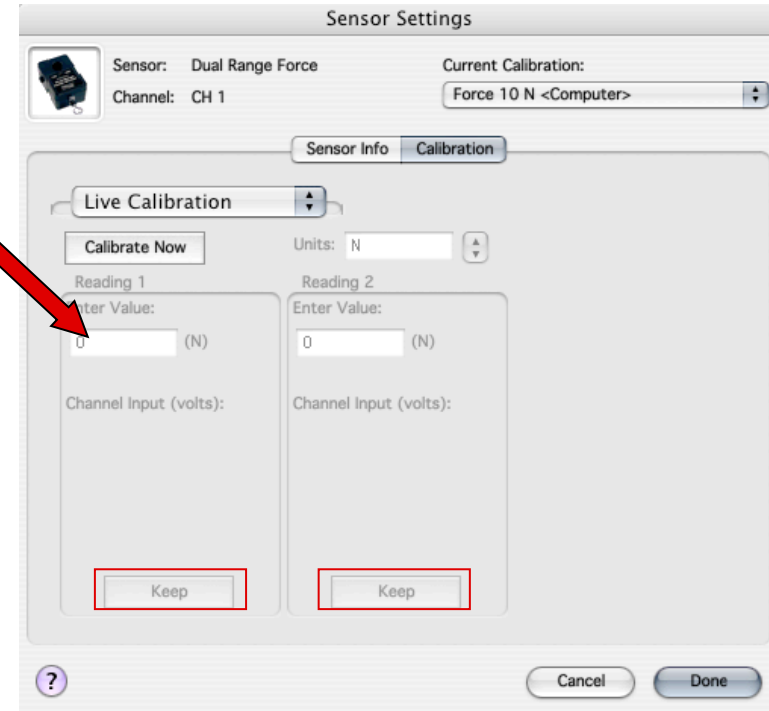 Sensor Settings
Sensor: Dual Range Force
Current Calibration:
Channel: CH 1
Force 10 N <Computer>
Sensor Info Calibration
Live Calibration
Calibrate Now
Units: N
Reading 1
Reading 2
Enter Value:
Enter Value:
0 (N)
0 (N)
Channel Input (volts):
Channel Input (volts):
Keep
Keep
?
Cancel
Done